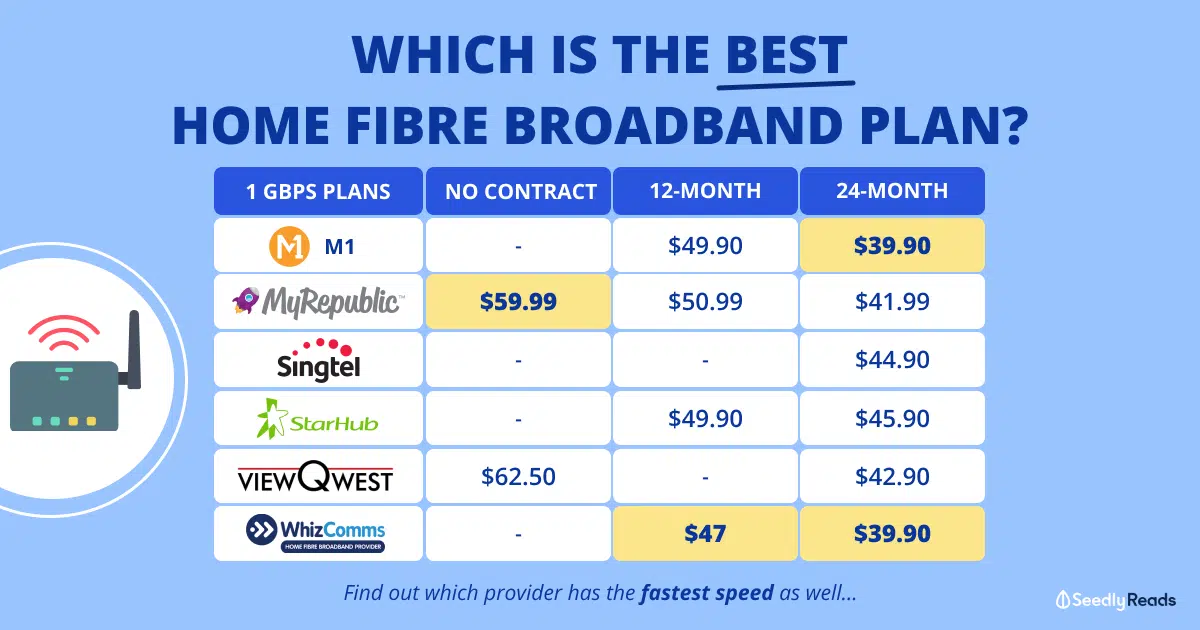 WHICH IS THE BEST
HOME FIBRE BROADBAND PLAN?
1 GBPS PLANS NO CONTRACT 12-MONTH 24-MONTH
M1 M1 - $49.90 $39.90
MyRepublic™ $59.99 $50.99 $41.99
Singtel - - $44.90
StarHub - $49.90 $45.90
VIEWQWEST $62.50 - $42.90
WhizComms - $47 $39.90
HOME FIBRE BROADBAND PROVIDER
Find out which provider has the fastest speed as well...
SeedlyReads